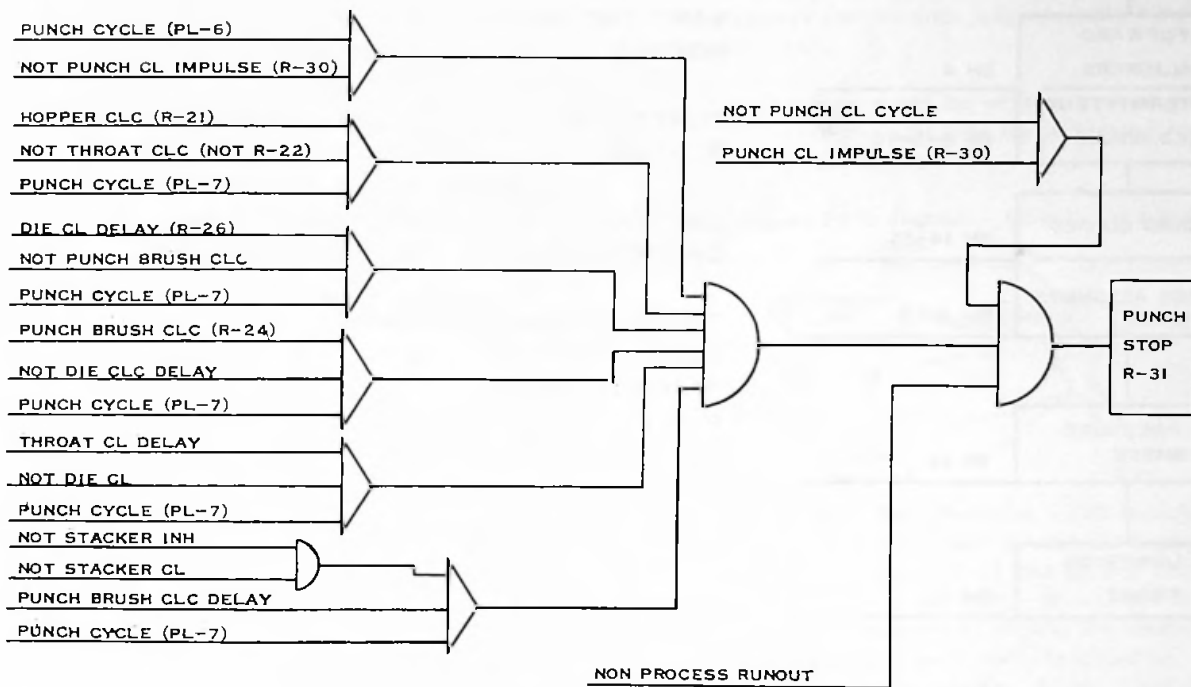 PUNCH CYCLE (PL-6)
NOT PUNCH CL IMPULSE (R-30)
HOPPER CLC (R-21)
NOT THROAT CLC (NOT R-22)
PUNCH CYCLE (PL-7)
DIE CL DELAY (R-26)
NOT PUNCH BRUSH CLC
PUNCH CYCLE (PL-7)
PUNCH BRUSH CLC (R-24)
NOT DIE CLC DELAY
PUNCH CYCLE (PL-7)
THROAT CL DELAY
NOT DIE CL
PUNCH CYCLE (PL-7)
NOT STACKER INH
NOT STACKER CL
PUNCH BRUSH CLC DELAY
PUNCH CYCLE (PL-7)
NOT PUNCH CL CYCLE
PUNCH CL IMPULSE (R-30)
PUNCH
STOP
R-31
NON PROCESS RUNOUT